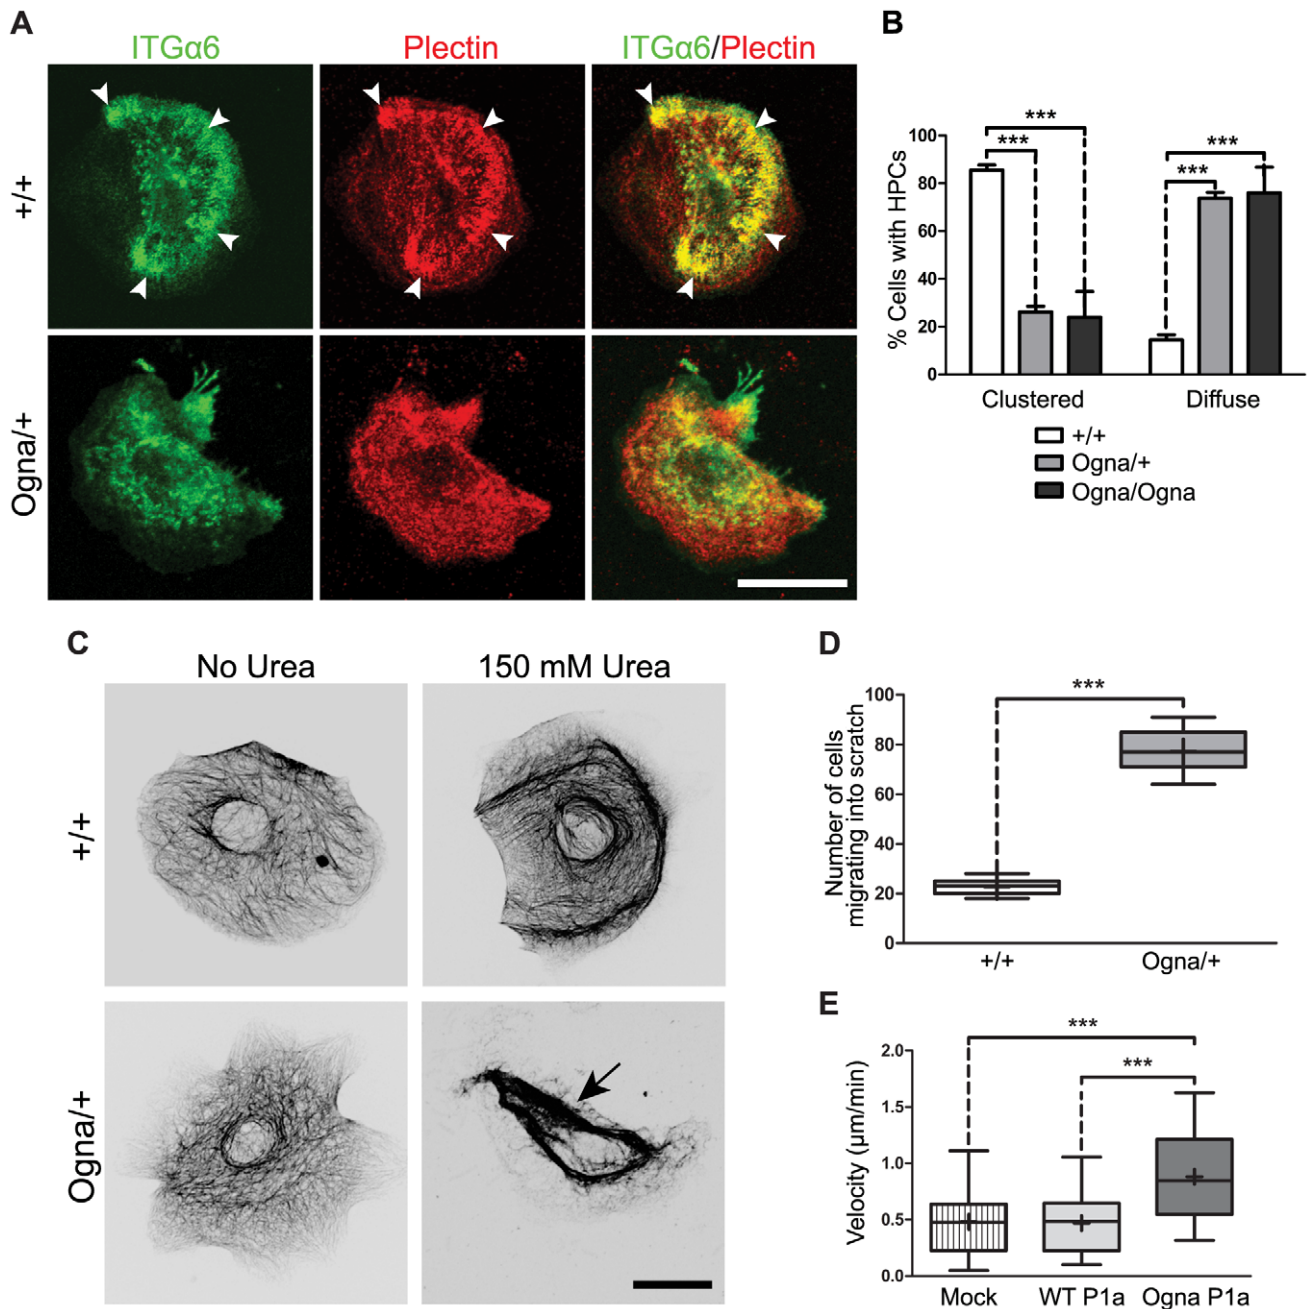 A
ITGα6
Plectin
ITGα6/Plectin
+/+
Ogna/+
B
% Cells with HPCs
100
80
60
40
20
0
***
***
***
***
Clustered
Diffuse
+/+
Ogna/+
Ogna/Ogna
C
No Urea
150 mM Urea
+/+
Ogna/+
D
Number of cells
migrating into scratch
100
80
60
40
20
0
***
+/+
Ogna/+
E
Velocity (µm/min)
2.0
1.5
1.0
0.5
0.0
***
***
Mock
WT P1a
Ogna P1a